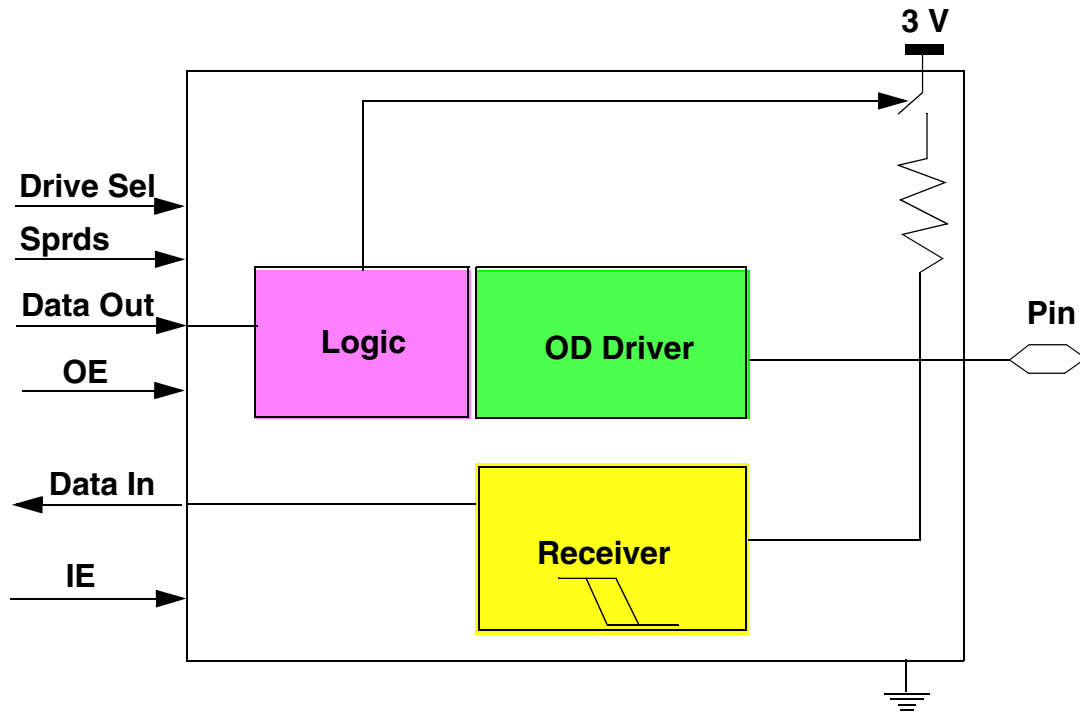 3 V
Drive Sel
Sprds
Data Out
OE
Logic
OD Driver
Pin
Data In
IE
Receiver